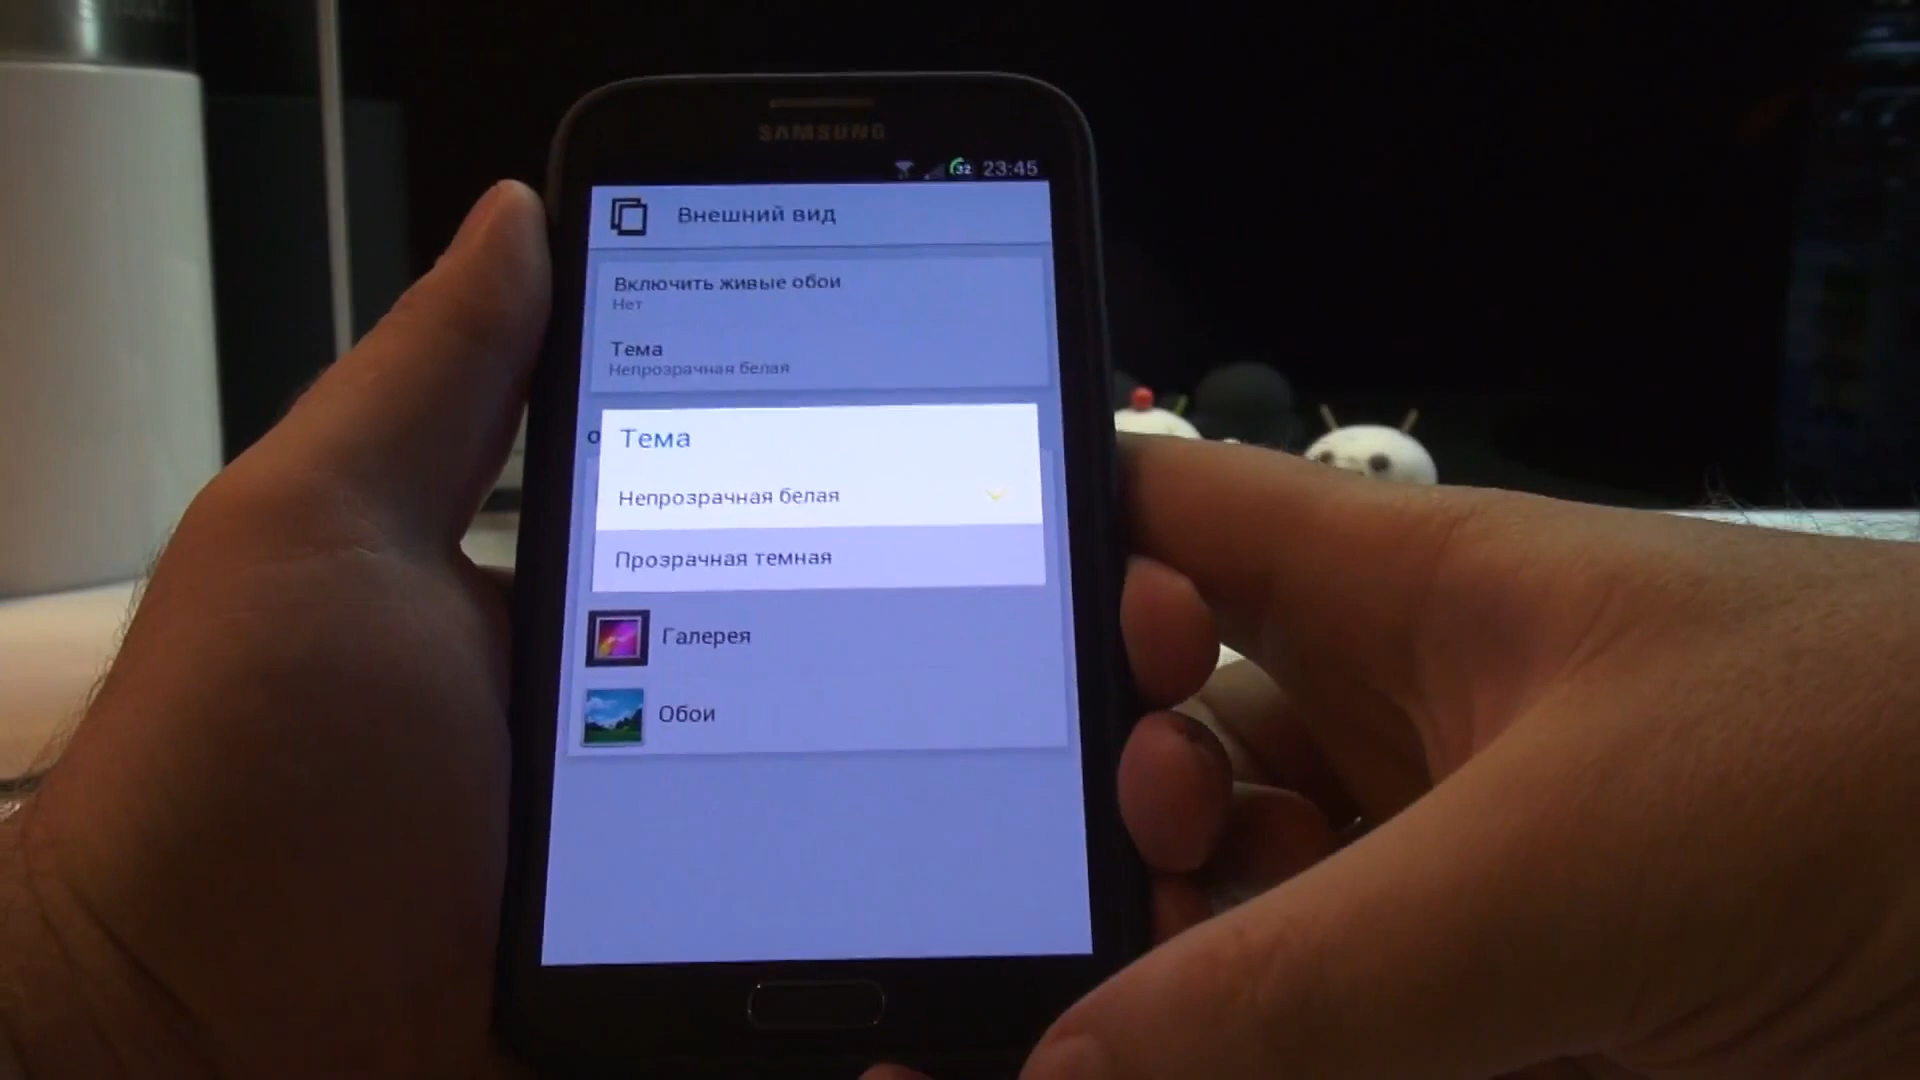 SAMSUNG
32 23:45
Внешний вид
Включить живые обои
Нет
Тема
Непрозрачная белая
Тема
Непрозрачная белая
Прозрачная темная
Галерея
Обои